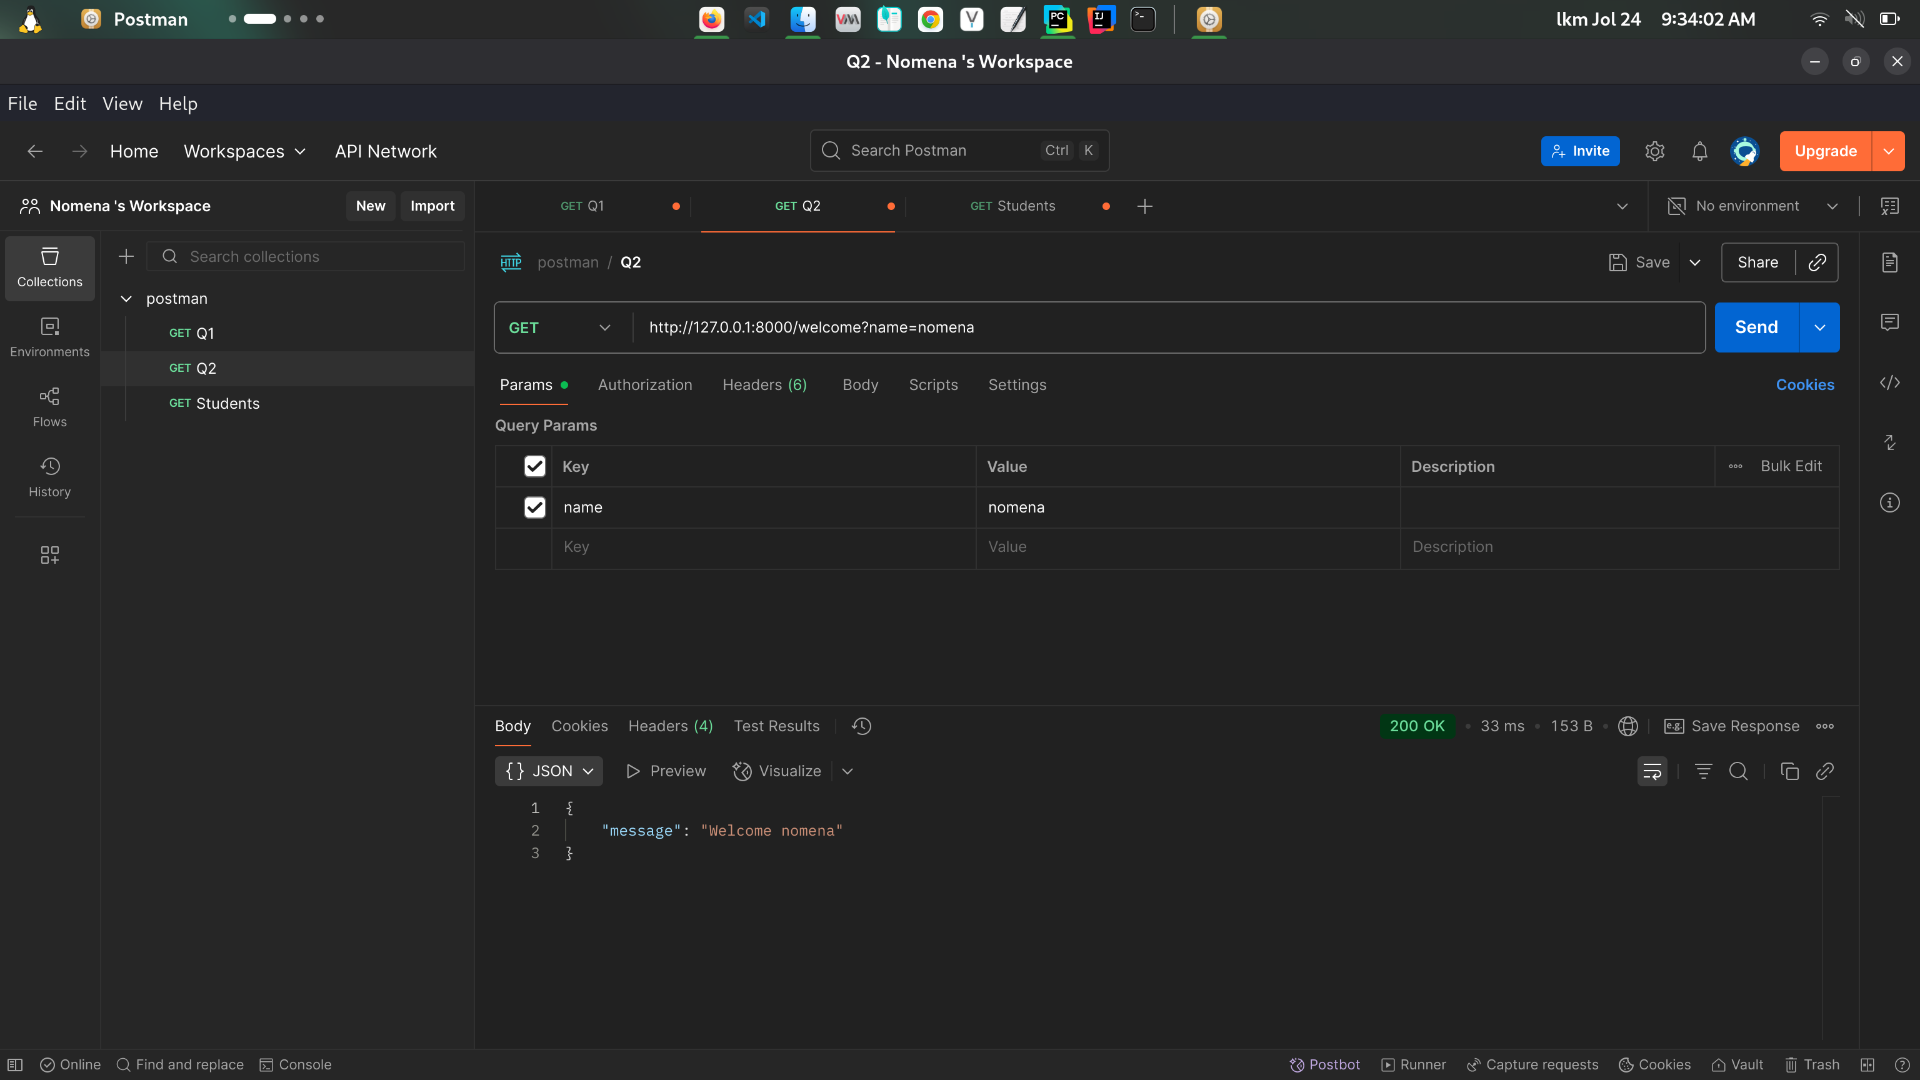 Postman
lkm Jul 24 9:34:02 AM
Q2 - Nomena 's Workspace
File Edit View Help
Home Workspaces API Network
Search Postman Ctrl K
Invite
Upgrade
Nomena 's Workspace New Import
GET Q1
GET Q2
GET Students
No environment
Collections
Environments
Flows
History
Search collections
postman
GET Q1
GET Q2
GET Students
HTTP postman / Q2
Save Share
GET http://127.0.0.1:8000/welcome?name=nomena Send
Params Authorization Headers (6) Body Scripts Settings Cookies
Query Params
Key Value Description Bulk Edit
name nomena
Key Value Description
Body Cookies Headers (4) Test Results
200 OK • 33 ms • 153 B e.g. Save Response
{} JSON Preview Visualize
1 {
2 "message": "Welcome nomena"
3 }
Online Find and replace Console
Postbot Runner Capture requests Cookies Vault Trash